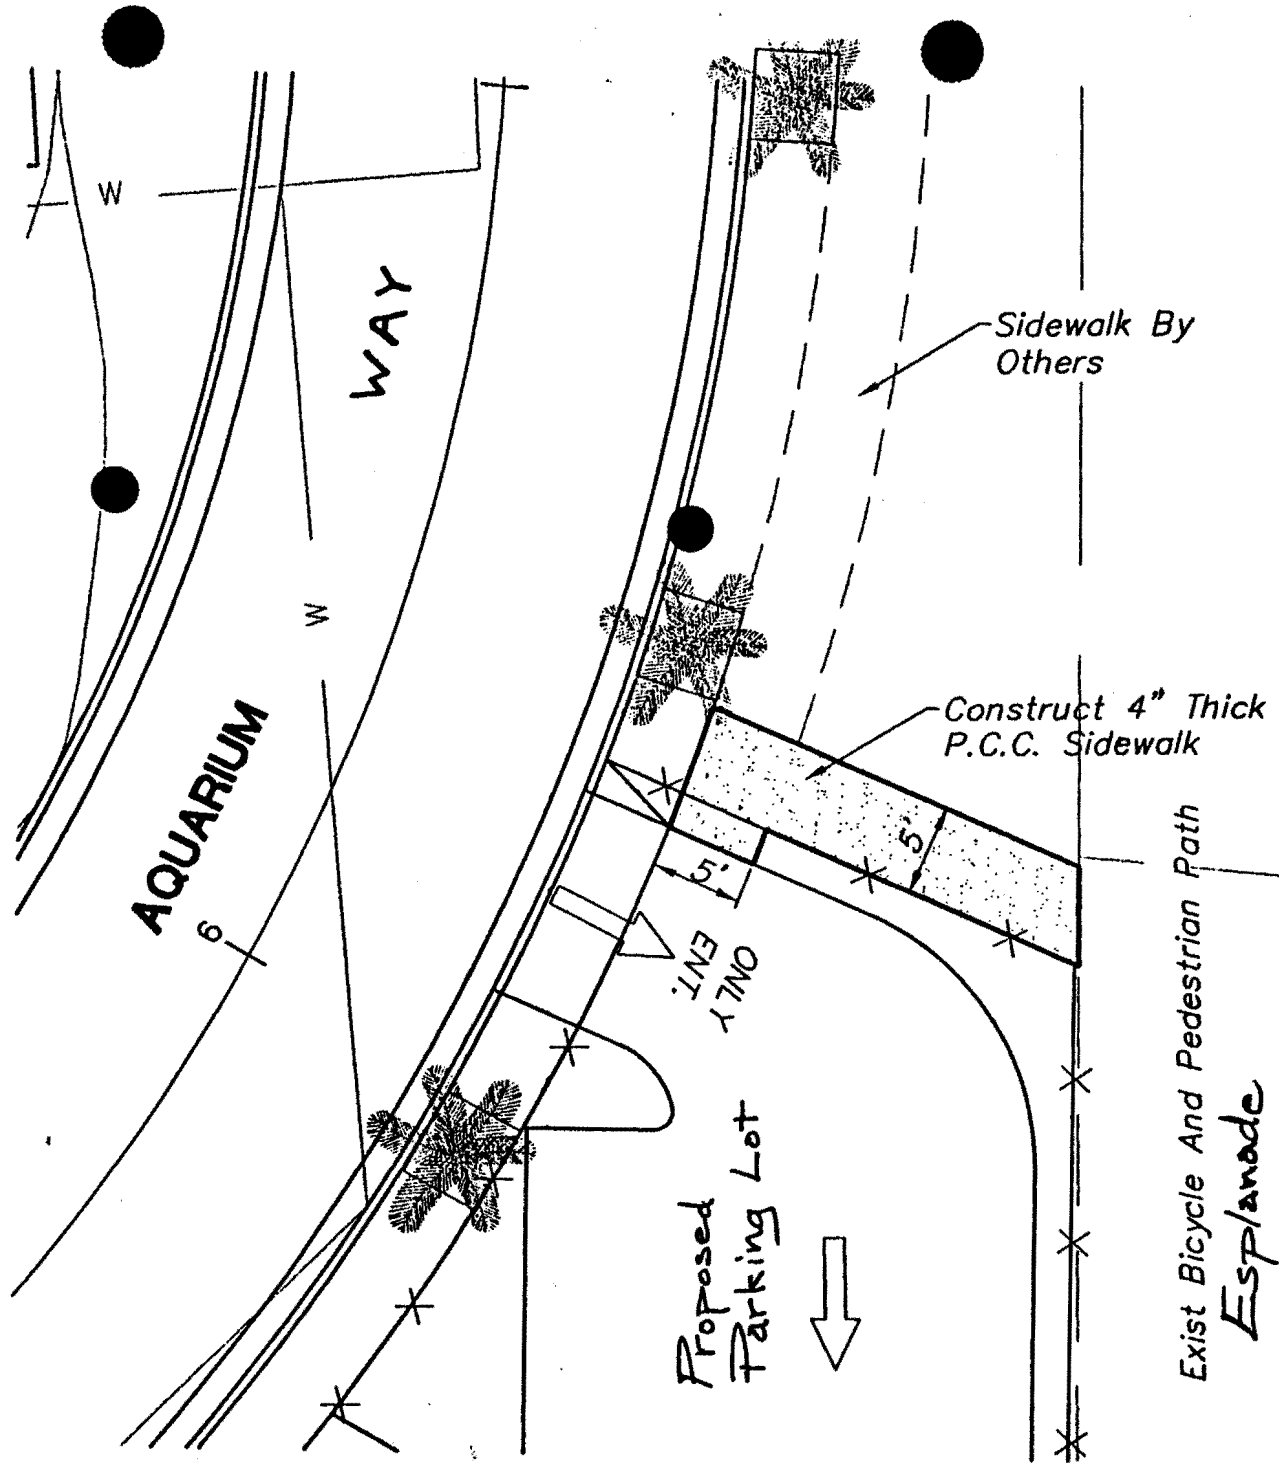 W
WAY
Sidewalk By
Others
W
AQUARIUM
6
Construct 4" Thick
P.C.C. Sidewalk
5'
5'
ONLY
ENT.
Proposed
Parking Lot
Exist Bicycle And Pedestrian Path
Esplanade